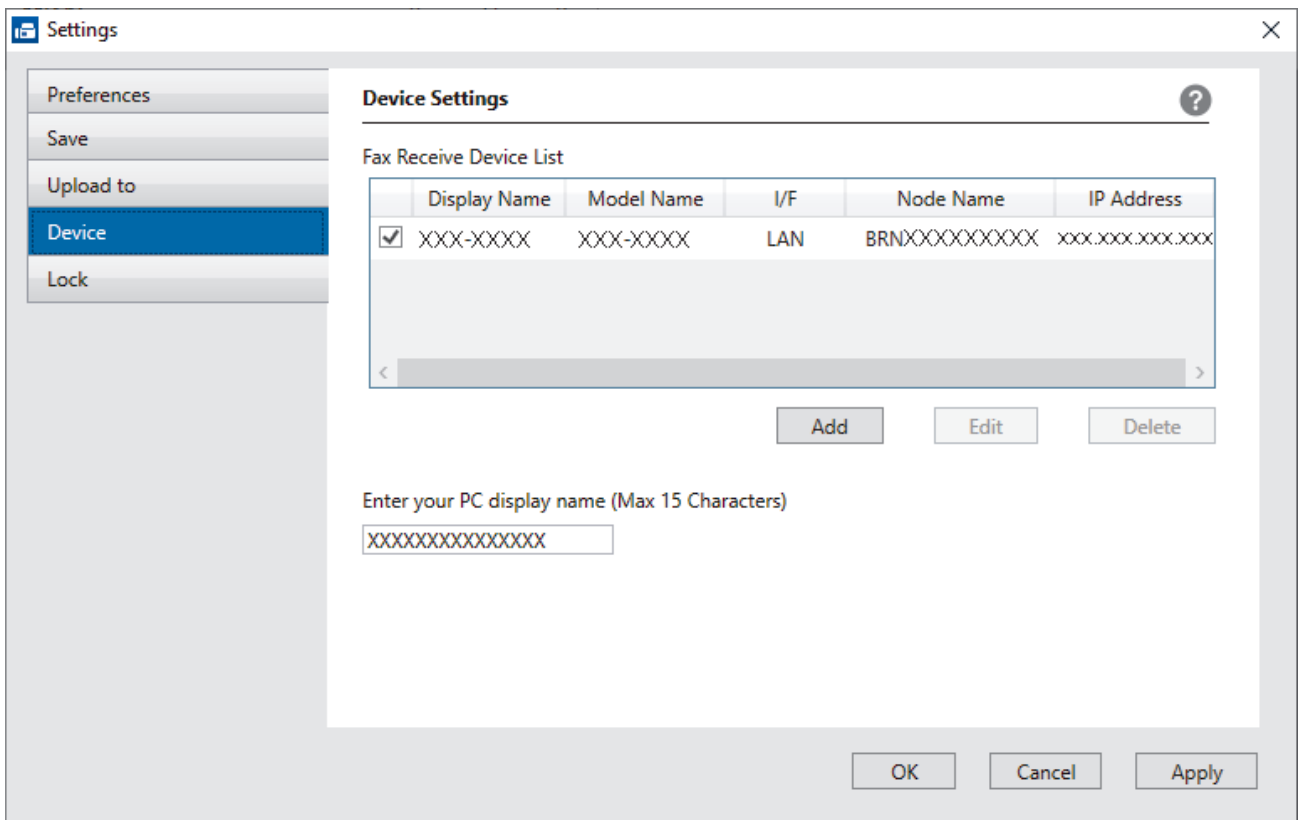 Settings
Preferences
Save
Upload to
Device
Lock
Device Settings
?
Fax Receive Device List
Display Name Model Name I/F Node Name IP Address
XXX-XXXX XXX-XXXX LAN BRNXXXXXXXXX XXX.XXX.XXX.XXX
Add Edit Delete
Enter your PC display name (Max 15 Characters)
XXXXXXXXXXXXXXX
OK Cancel Apply